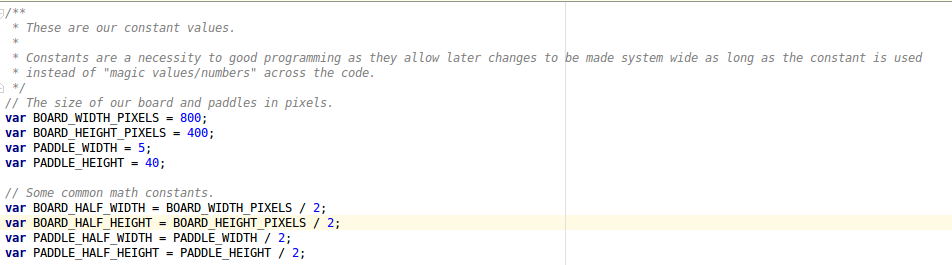 /**
 * These are our constant values.
 *
 * Constants are a necessity to good programming as they allow later changes to be made system wide as long as the constant is used
 * instead of "magic values/numbers" across the code.
 */
// The size of our board and paddles in pixels.
var BOARD_WIDTH_PIXELS = 800;
var BOARD_HEIGHT_PIXELS = 400;
var PADDLE_WIDTH = 5;
var PADDLE_HEIGHT = 40;

// Some common math constants.
var BOARD_HALF_WIDTH = BOARD_WIDTH_PIXELS / 2;
var BOARD_HALF_HEIGHT = BOARD_HEIGHT_PIXELS / 2;
var PADDLE_HALF_WIDTH = PADDLE_WIDTH / 2;
var PADDLE_HALF_HEIGHT = PADDLE_HEIGHT / 2;